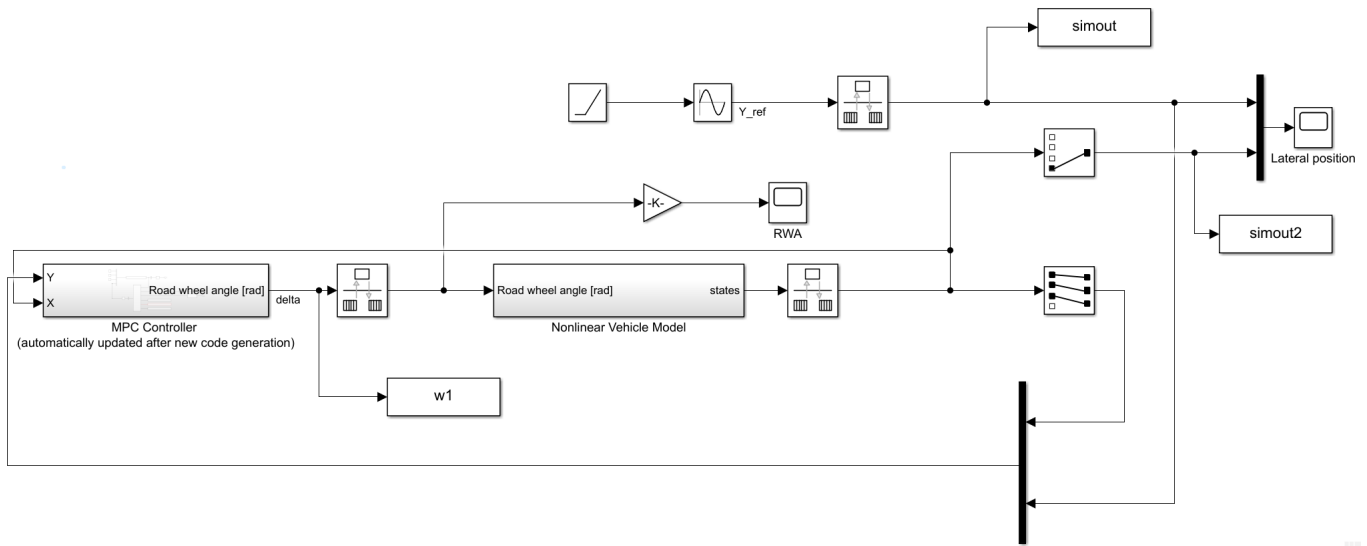 simout
Y_ref
Lateral position
-K-
RWA
simout2
Y
X
Road wheel angle [rad]
delta
Road wheel angle [rad]
states
MPC Controller
(automatically updated after new code generation)
Nonlinear Vehicle Model
w1